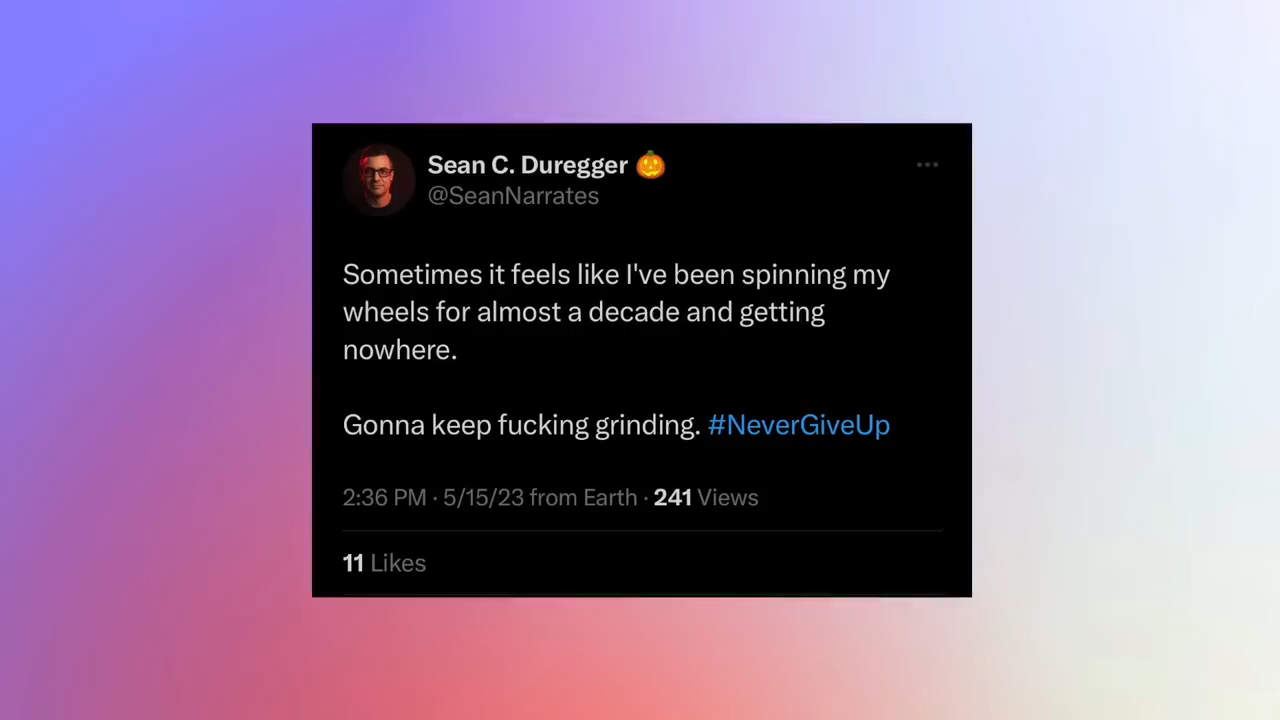 Sean C. Duregger 🎃
@SeanNarrates
Sometimes it feels like I've been spinning my
wheels for almost a decade and getting
nowhere.
Gonna keep fucking grinding. #NeverGiveUp
2:36 PM · 5/15/23 from Earth · 241 Views
11 Likes